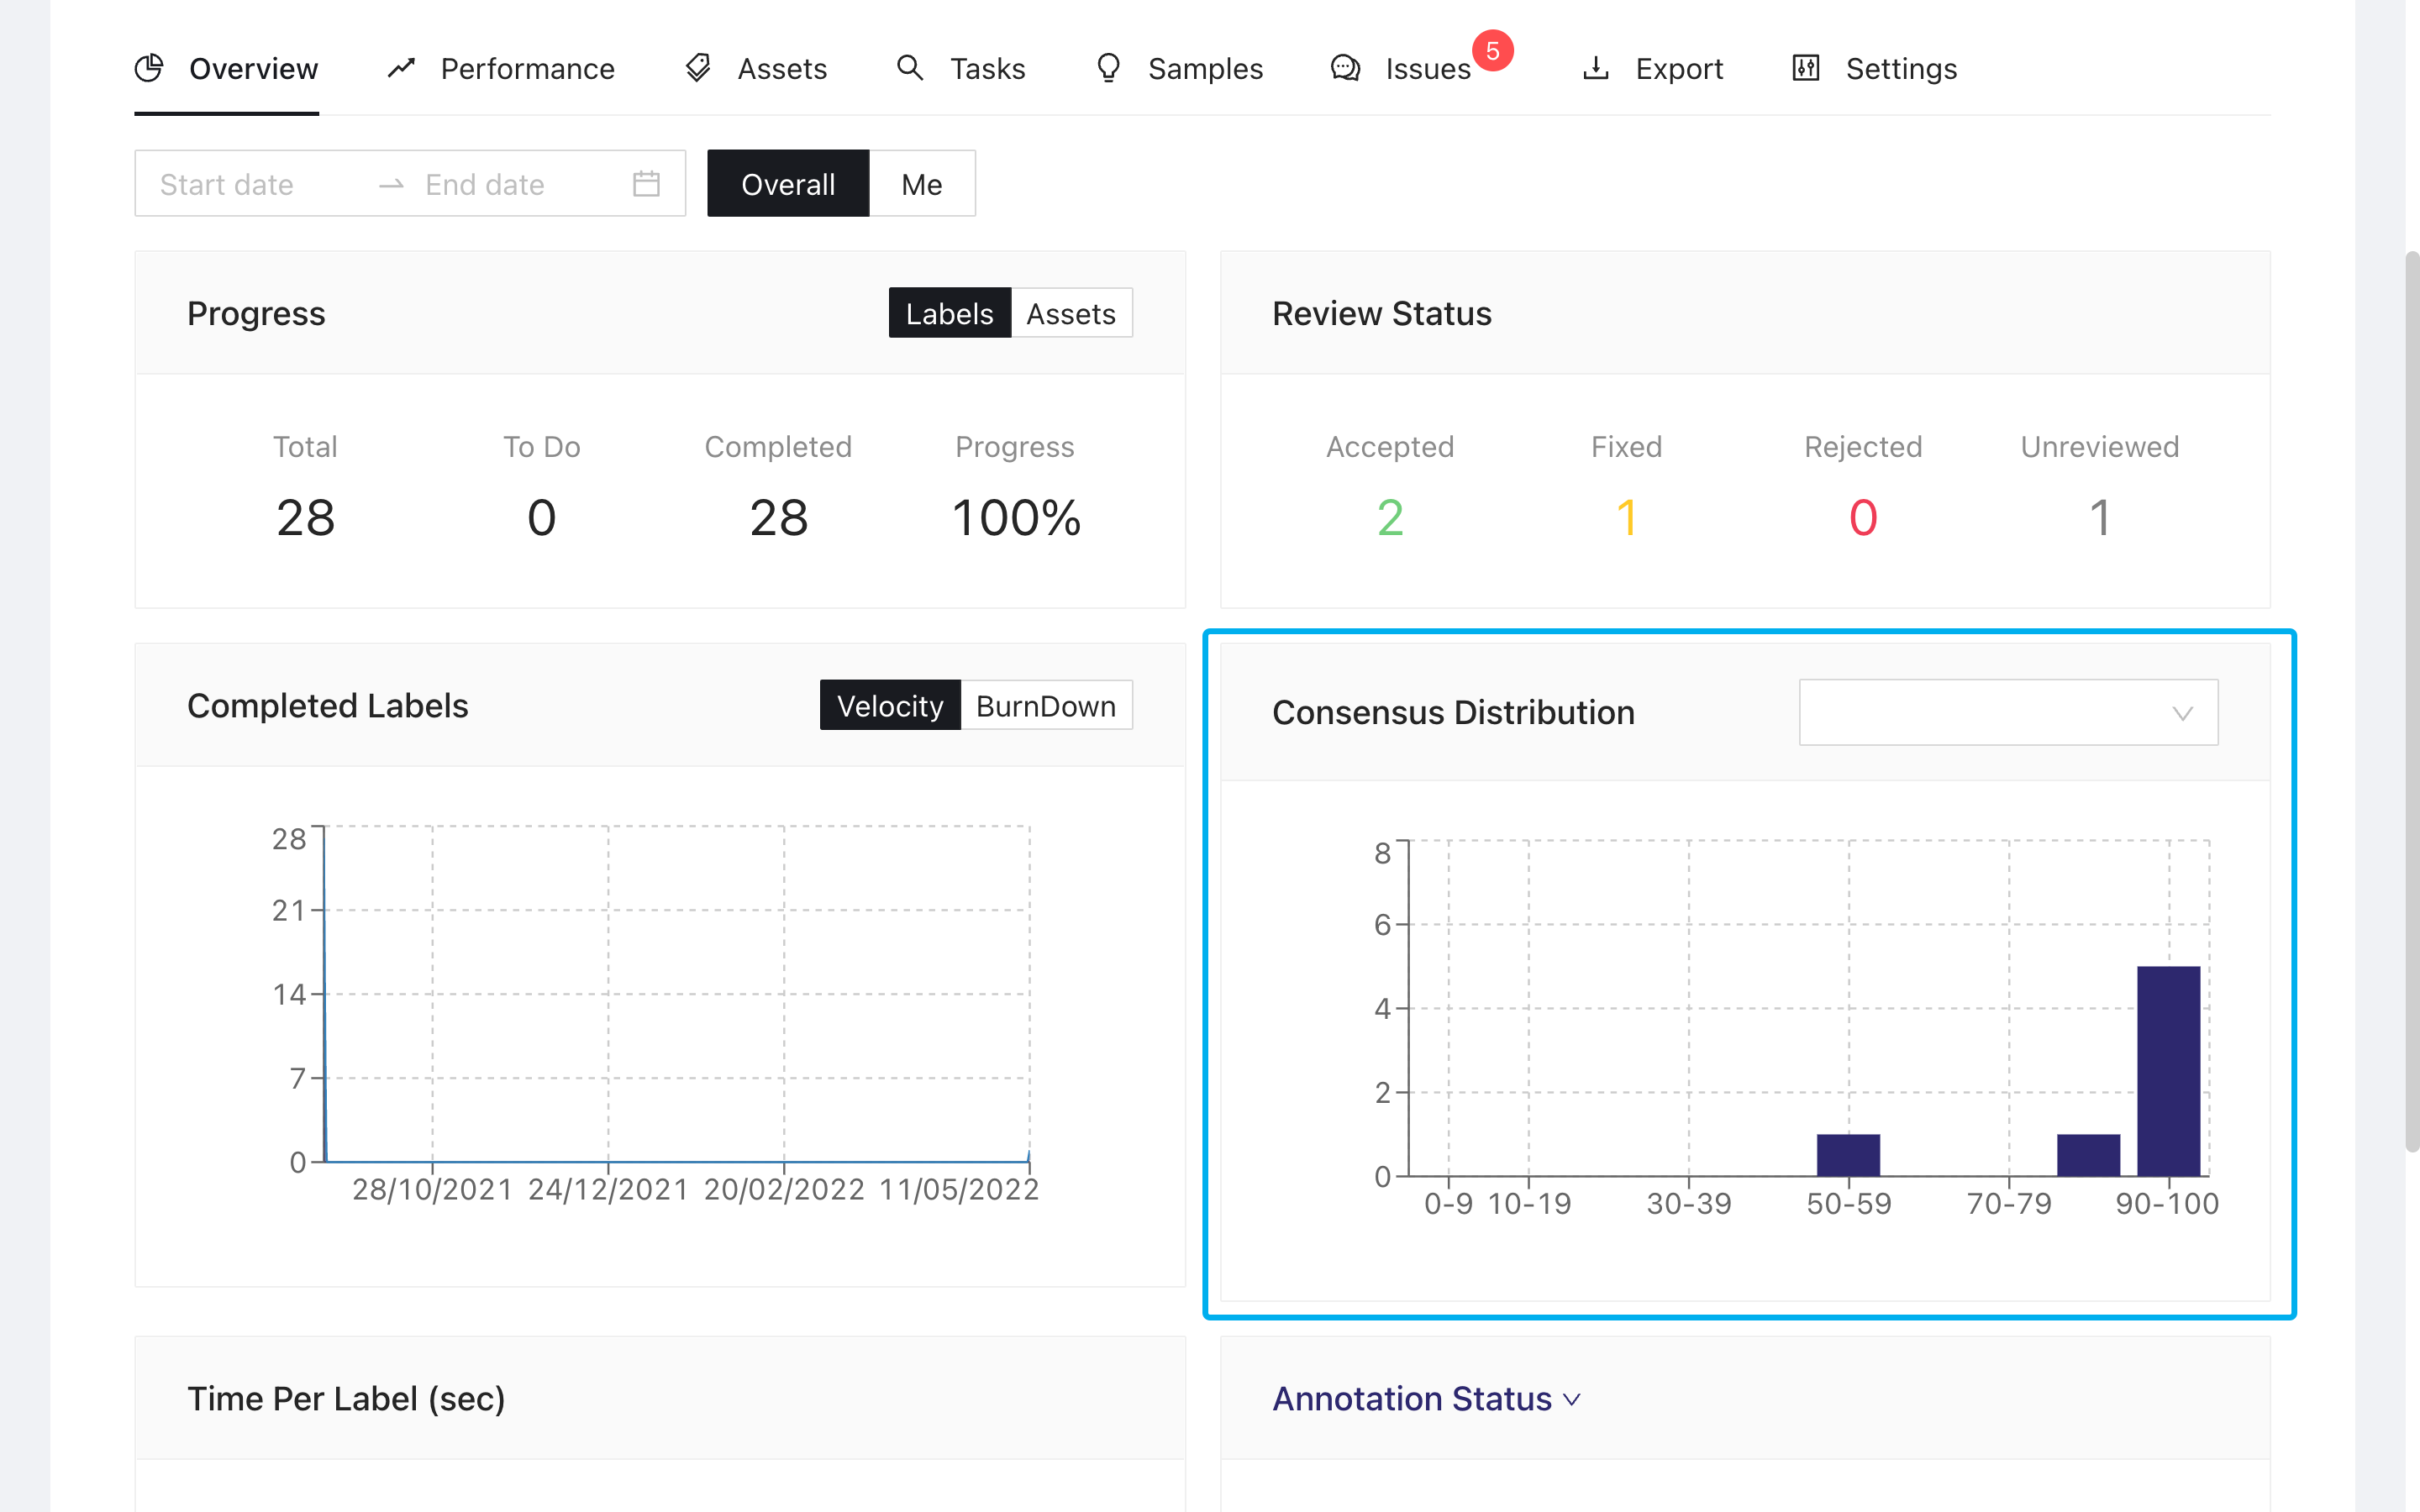 Overview Performance Assets Tasks Samples Issues 5 Export Settings
Start date End date Overall Me
Progress Labels Assets
Total To Do Completed Progress
28 0 28 100%
Review Status
Accepted Fixed Rejected Unreviewed
2 1 0 1
Completed Labels Velocity BurnDown
28
21
14
7
0
28/10/2021 24/12/2021 20/02/2022 11/05/2022
Consensus Distribution
8
6
4
2
0
0-9 10-19 30-39 50-59 70-79 90-100
Time Per Label (sec)
Annotation Status